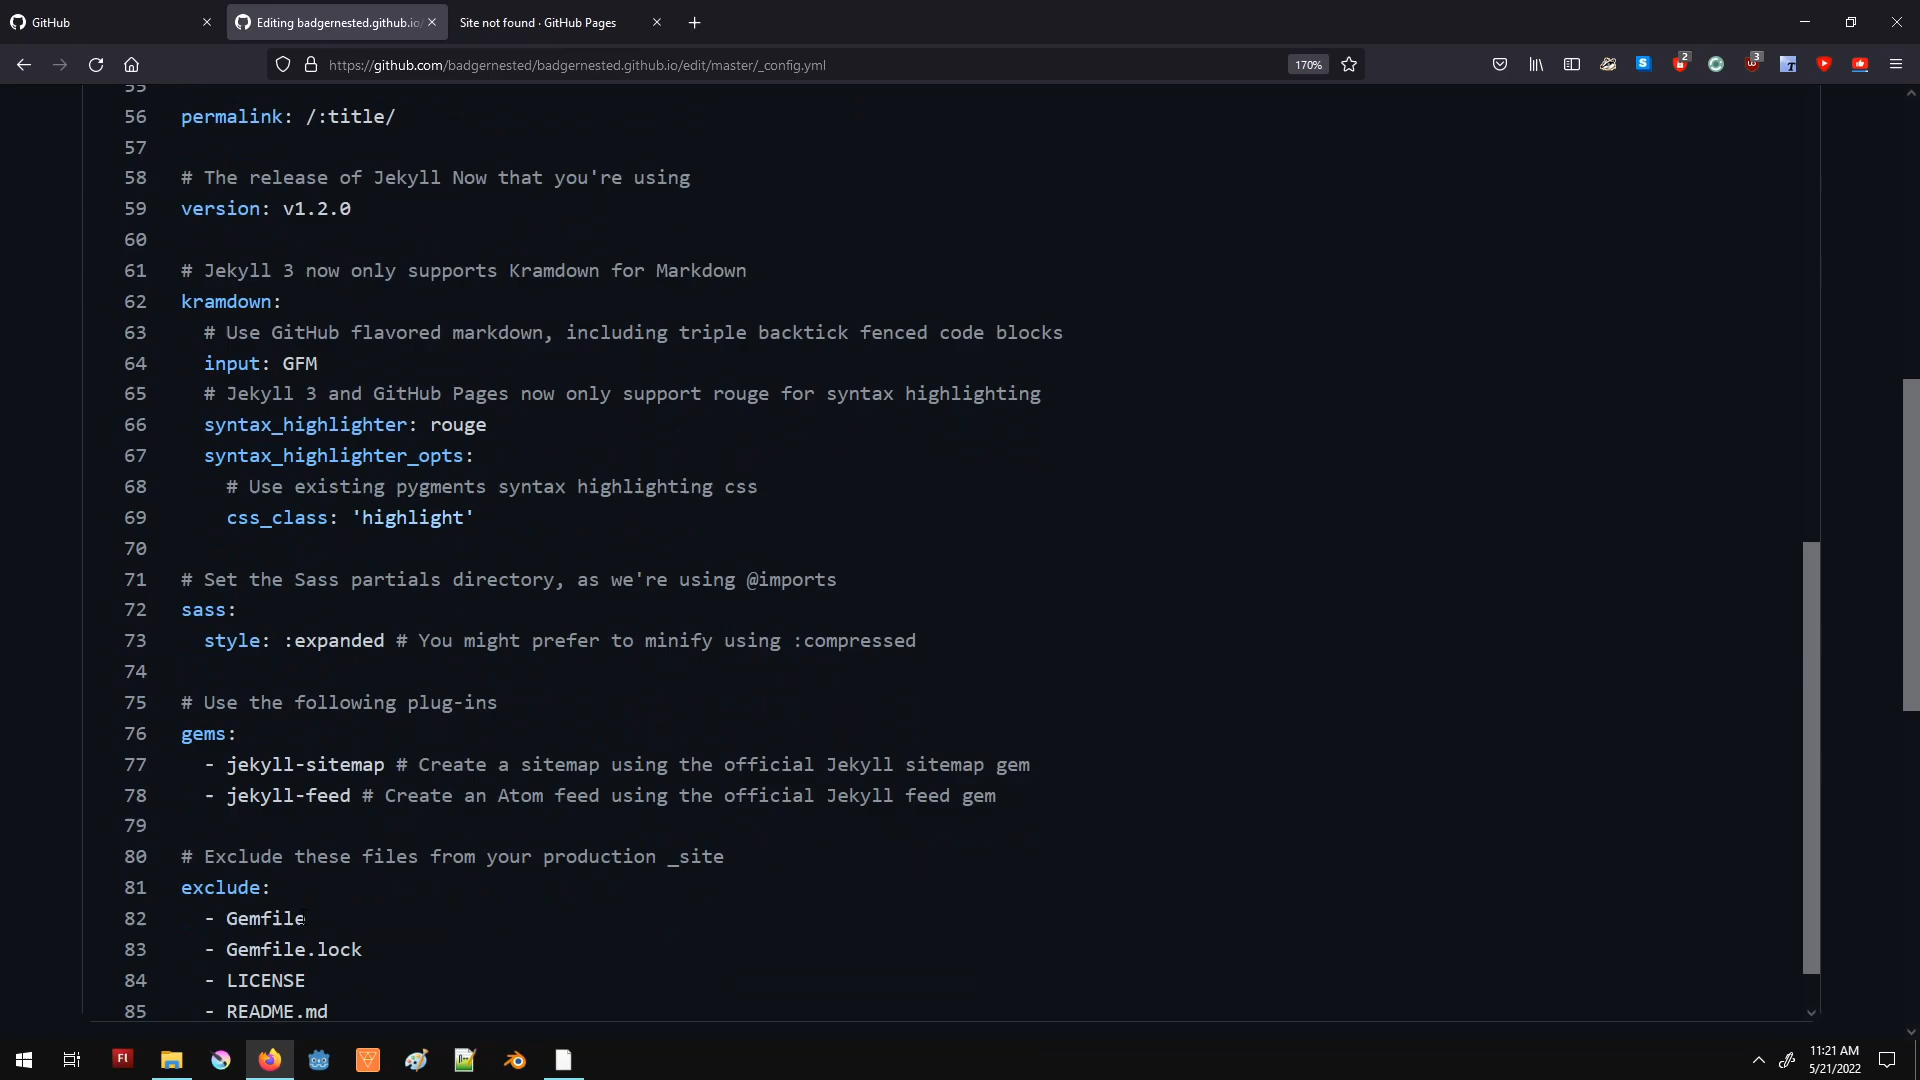 GitHub
Editing badgernested.github.io/
Site not found · GitHub Pages
https://github.com/badgernested/badgernested.github.io/edit/master/_config.yml
170%
2
3
55
56 permalink: /:title/
57
58 # The release of Jekyll Now that you're using
59 version: v1.2.0
60
61 # Jekyll 3 now only supports Kramdown for Markdown
62 kramdown:
63 # Use GitHub flavored markdown, including triple backtick fenced code blocks
64 input: GFM
65 # Jekyll 3 and GitHub Pages now only support rouge for syntax highlighting
66 syntax_highlighter: rouge
67 syntax_highlighter_opts:
68 # Use existing pygments syntax highlighting css
69 css_class: 'highlight'
70
71 # Set the Sass partials directory, as we're using @imports
72 sass:
73 style: :expanded # You might prefer to minify using :compressed
74
75 # Use the following plug-ins
76 gems:
77 - jekyll-sitemap # Create a sitemap using the official Jekyll sitemap gem
78 - jekyll-feed # Create an Atom feed using the official Jekyll feed gem
79
80 # Exclude these files from your production _site
81 exclude:
82 - Gemfile
83 - Gemfile.lock
84 - LICENSE
85 - README.md
Fl
11:21 AM
5/21/2022